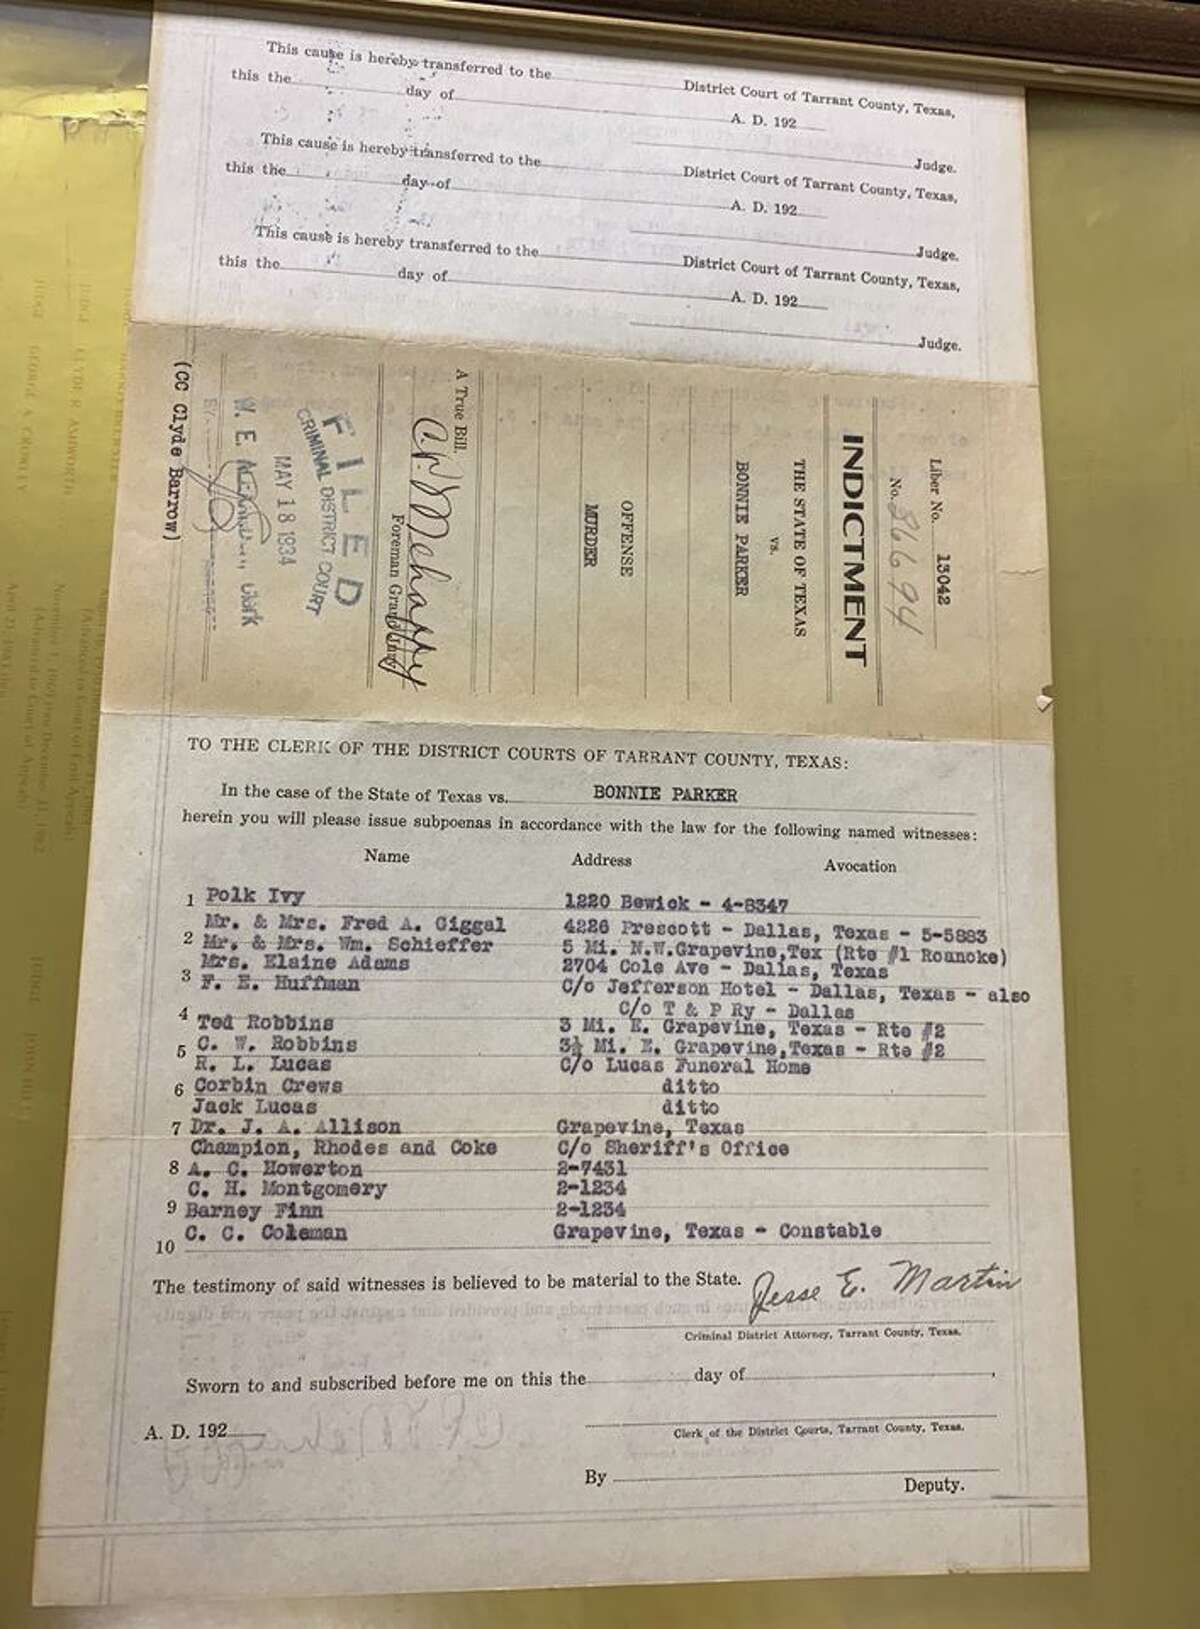 This cause is hereby transferred to the District Court of Tarrant County, Texas,
this the day of A. D. 192
Judge.
This cause is hereby transferred to the District Court of Tarrant County, Texas,
this the day of A. D. 192
Judge.
This cause is hereby transferred to the District Court of Tarrant County, Texas,
this the day of A. D. 192
Judge.
Liber No. 13042
No. 36694
INDICTMENT
THE STATE OF TEXAS
vs.
BONNIE PARKER
OFFENSE
MURDER
A True Bill.
Foreman Grand Jury
FILED
CRIMINAL DISTRICT COURT
MAY 18 1934
W. E. Clerk
By
(CC Clyde Barrow)
TO THE CLERK OF THE DISTRICT COURTS OF TARRANT COUNTY, TEXAS:
In the case of the State of Texas vs. BONNIE PARKER
herein you will please issue subpoenas in accordance with the law for the following named witnesses:
Name Address Avocation
1 Polk Ivy 1220 Bewick - 4-8347
Mr. & Mrs. Fred A. Giggal 4226 Prescott - Dallas, Texas - 5-5883
2 Mr. & Mrs. Wm. Schieffer 5 Mi. N.W.Grapevine,Tex (Rte #1 Roanoke)
Mrs. Elaine Adams 2704 Cole Ave - Dallas, Texas
3 F. E. Huffman C/o Jefferson Hotel - Dallas, Texas - also
C/o T & P Ry - Dallas
4 Ted Robbins 3 Mi. E. Grapevine, Texas - Rte #2
5 C. W. Robbins 3½ Mi. E. Grapevine,Texas - Rte #2
R. L. Lucas C/o Lucas Funeral Home
6 Corbin Crews ditto
Jack Lucas ditto
7 Dr. J. A. Allison Grapevine, Texas
Champion, Rhodes and Coke C/o Sheriff's Office
8 A. C. Howerton 2-7431
C. H. Montgomery 2-1234
9 Barney Finn 2-1234
C. C. Coleman Grapevine, Texas - Constable
10
The testimony of said witnesses is believed to be material to the State. Jesse E. Martin
Criminal District Attorney, Tarrant County, Texas.
Sworn to and subscribed before me on this the day of ,
A. D. 192
Clerk of the District Courts, Tarrant County, Texas.
By
Deputy.